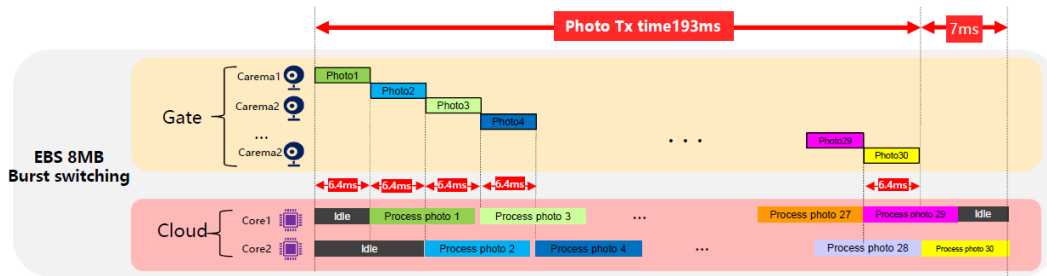 Photo Tx time193ms
7ms
EBS 8MB
Burst switching
Gate
Carema1
Carema2
...
Carema2
Photo1
Photo2
Photo3
Photo4
. . .
Photo29
Photo30
6.4ms
6.4ms
6.4ms
6.4ms
6.4ms
Cloud
Core1
Idle
Process photo 1
Process photo 3
...
Process photo 27
Process photo 29
Idle
Core2
Idle
Process photo 2
Process photo 4
...
Process photo 28
Process photo 30